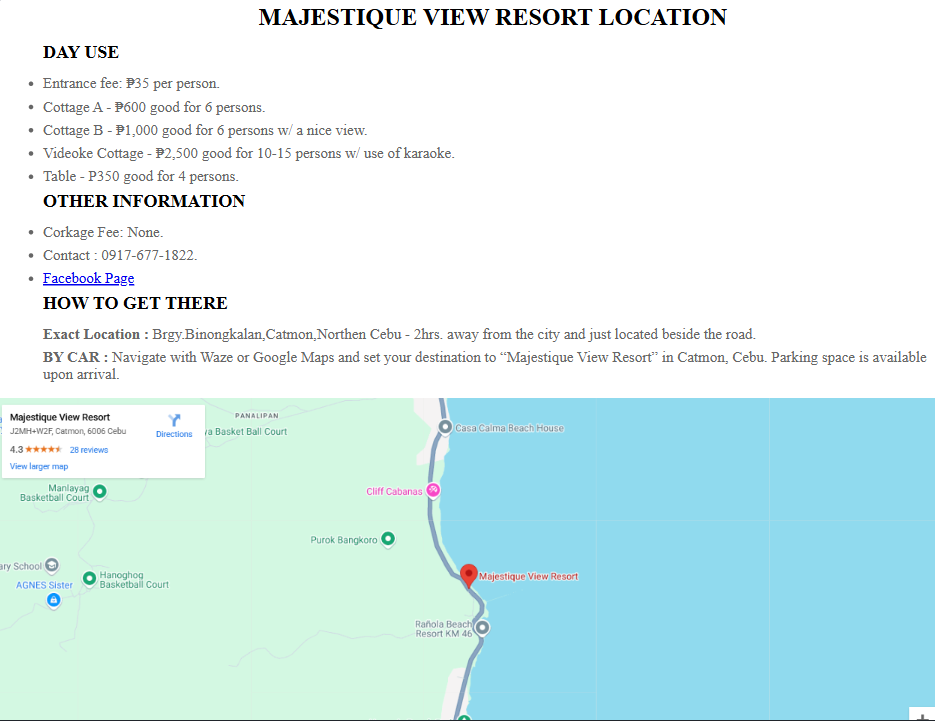 MAJESTIQUE VIEW RESORT LOCATION
DAY USE
• Entrance fee: ₱35 per person.
• Cottage A - ₱600 good for 6 persons.
• Cottage B - ₱1,000 good for 6 persons w/ a nice view.
• Videoke Cottage - ₱2,500 good for 10-15 persons w/ use of karaoke.
• Table - P350 good for 4 persons.
OTHER INFORMATION
• Corkage Fee: None.
• Contact : 0917-677-1822.
• Facebook Page
HOW TO GET THERE
Exact Location : Brgy.Binongkalan,Catmon,Northen Cebu - 2hrs. away from the city and just located beside the road.
BY CAR : Navigate with Waze or Google Maps and set your destination to “Majestique View Resort” in Catmon, Cebu. Parking space is available
upon arrival.
Majestique View Resort
J2MH+W2F, Catmon, 6006 Cebu
4.3
28 reviews
View larger map
Directions
PANALIPAN
Basket Ball Court
Casa Calma Beach House
Manlayag
Basketball Court
Cliff Cabanas
Purok Bangkoro
School
Hanoghog
Basketball Court
AGNES Sister
Majestique View Resort
Rañola Beach
Resort KM 46
+